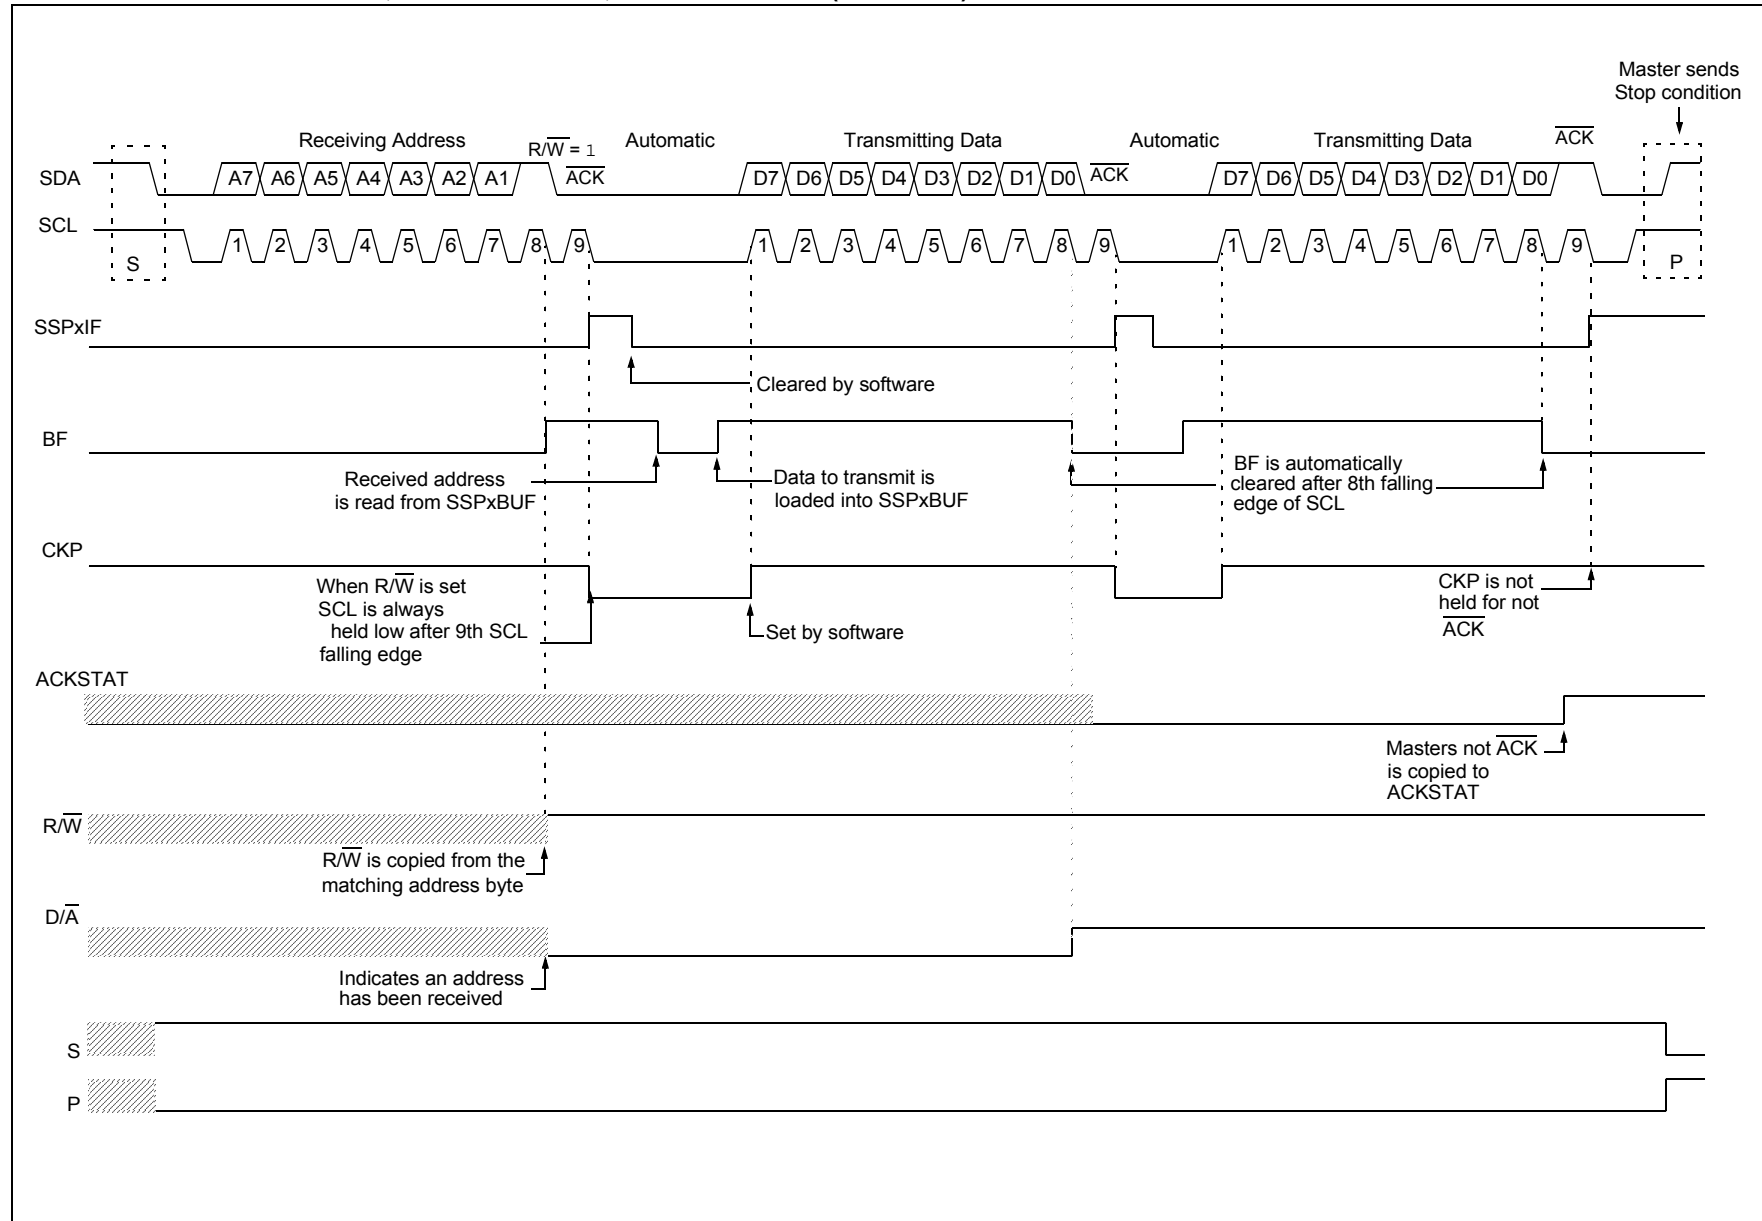 Master sends
Stop condition
Receiving Address
R/W̅ = 1
Automatic
Transmitting Data
Automatic
Transmitting Data
A̅C̅K̅
SDA
A7 A6 A5 A4 A3 A2 A1
A̅C̅K̅
D7 D6 D5 D4 D3 D2 D1 D0
A̅C̅K̅
D7 D6 D5 D4 D3 D2 D1 D0
SCL
1 2 3 4 5 6 7 8 9
1 2 3 4 5 6 7 8 9
1 2 3 4 5 6 7 8 9
S
P
SSPxIF
Cleared by software
BF
Received address
is read from SSPxBUF
Data to transmit is
loaded into SSPxBUF
BF is automatically
cleared after 8th falling
edge of SCL
CKP
When R/W̅ is set
SCL is always
held low after 9th SCL
falling edge
Set by software
CKP is not
held for not
A̅C̅K̅
ACKSTAT
Masters not A̅C̅K̅
is copied to
ACKSTAT
R/W̅
R/W̅ is copied from the
matching address byte
D/A̅
Indicates an address
has been received
S
P